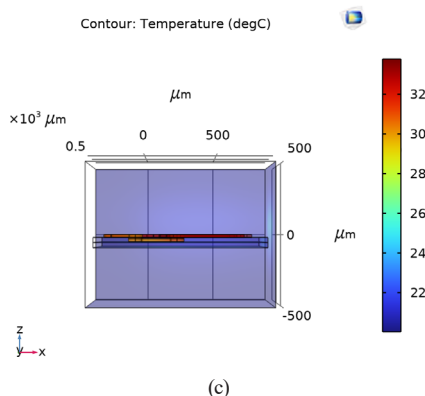 Contour: Temperature (degC)
μm
×10³ μm
0.5
0
500
500
0
μm
-500
32
30
28
26
24
22
z
y
x
(c)